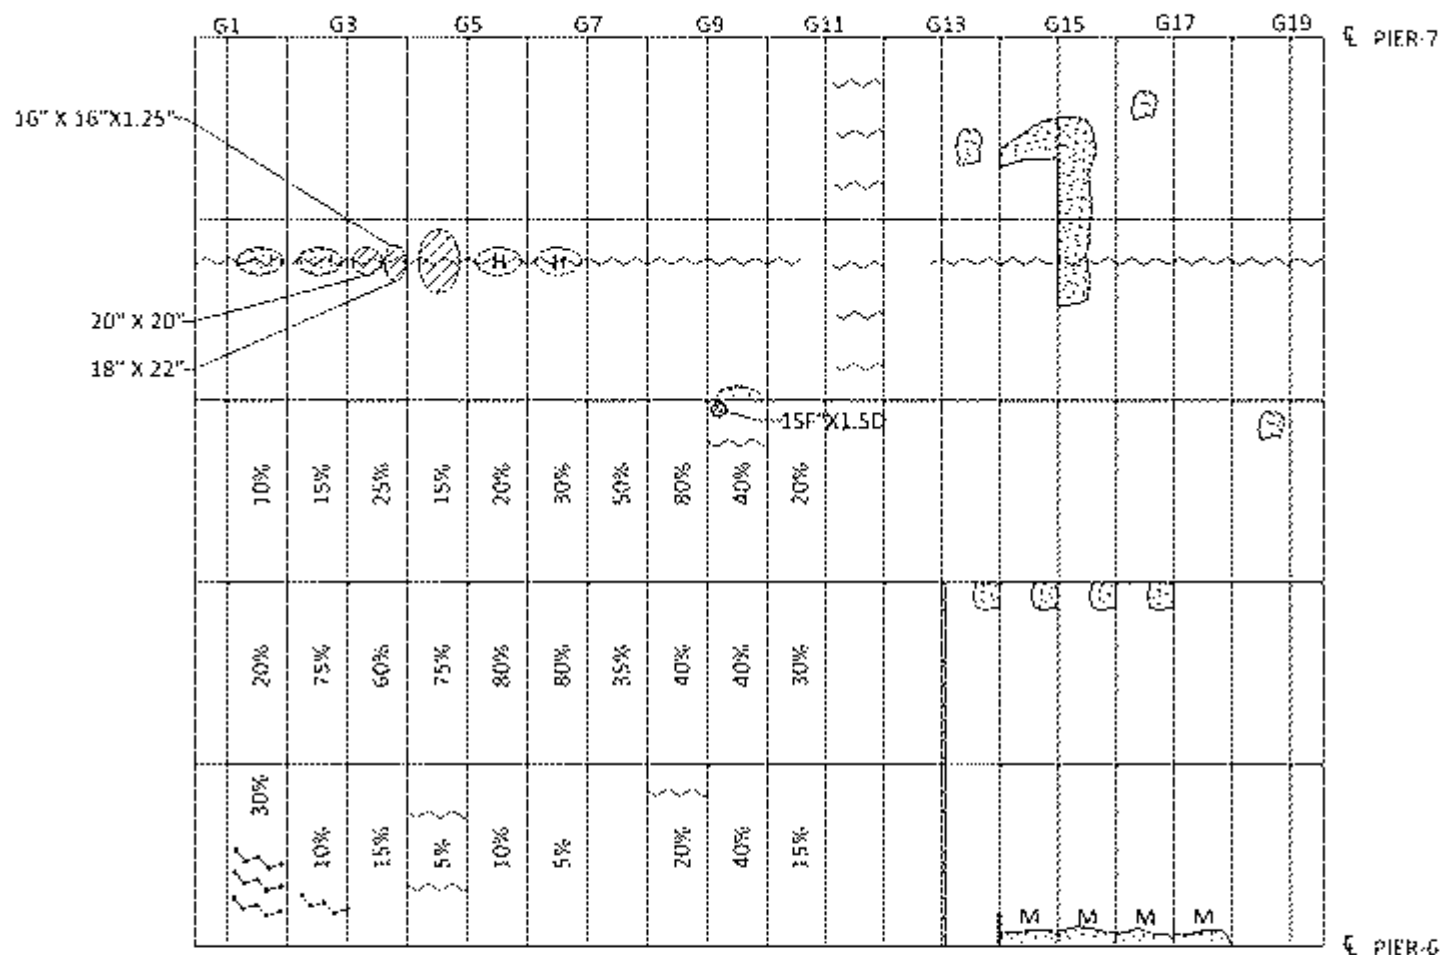 G1 G3 G5 G7 G9 G11 G13 G15 G17 G19
℄ PIER-7
16" X 16"X1.25"
H H
20" X 20"
18" X 22"
15F"X1.5D
10% 15% 25% 15% 20% 30% 50% 80% 40% 20%
20% 75% 60% 75% 80% 80% 35% 40% 40% 30%
30%
10% 15% 5% 10% 5% 20% 40% 15%
M M M M
℄ PIER-6